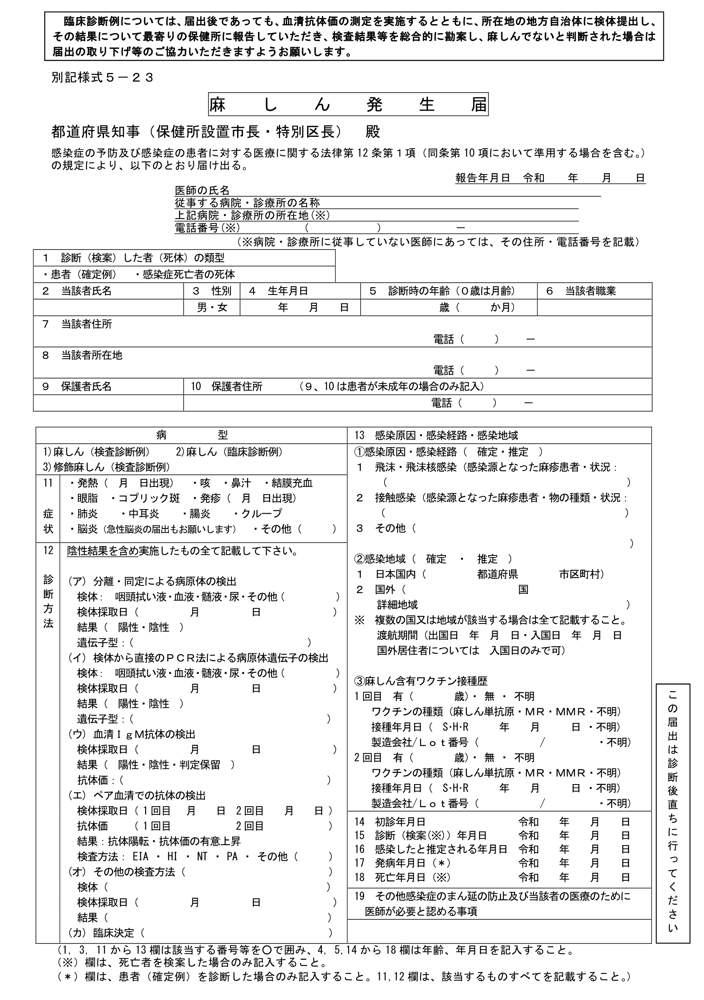 臨床診断例については、届出後であっても、血清抗体価の測定を実施するとともに、所在地の地方自治体に検体提出し、
その結果について最寄りの保健所に報告していただき、検査結果等を総合的に勘案し、麻しんでないと判断された場合は
届出の取り下げ等のご協力いただきますようお願いします。
別記様式５－２３
麻しん発生届
都道府県知事（保健所設置市長・特別区長）　殿
感染症の予防及び感染症の患者に対する医療に関する法律第 12 条第 1 項（同条第 10 項において準用する場合を含む。）
の規定により、以下のとおり届け出る。
報告年月日　令和　　年　　月　　日
医師の氏名
従事する病院・診療所の名称
上記病院・診療所の所在地(※)
電話番号(※)　　　　　（　　　　　　）　　　　　　－
（※病院・診療所に従事していない医師にあっては、その住所・電話番号を記載）
１　診断（検案）した者（死体）の類型
・患者（確定例）　・感染症死亡者の死体
２　当該者氏名　３　性別　４　生年月日　５　診断時の年齢（０歳は月齢）　６　当該者職業
男・女　　年　　月　　日　　歳（　　　か月）
７　当該者住所
電話（　　　）　　－
８　当該者所在地
電話（　　　）　　－
９　保護者氏名　10　保護者住所　　　（９、10 は患者が未成年の場合のみ記入）
電話（　　　）　　－
病　　　　　型
1)麻しん（検査診断例）　　2)麻しん（臨床診断例）
3)修飾麻しん（検査診断例）
11　・発熱（　月　日出現）　・咳　・鼻汁　・結膜充血
・眼脂　・コプリック斑　・発疹（　月　日出現）
症　・肺炎　　・中耳炎　　・腸炎　　・クループ
状　・脳炎（急性脳炎の届出もお願いします）　・その他（　　　）
12　陰性結果を含め実施したもの全て記載して下さい。
診断方法
（ア）分離・同定による病原体の検出
検体：　咽頭拭い液・血液・髄液・尿・その他（　　　　　）
検体採取日（　　　　　月　　　　　日　　　　　　　）
結果（　陽性・陰性　）
遺伝子型：（　　　　　　　　　　　　　　　　　）
（イ）検体から直接のＰＣＲ法による病原体遺伝子の検出
検体：　咽頭拭い液・血液・髄液・尿・その他（　　　　　）
検体採取日（　　　　　月　　　　　日　　　　　　　）
結果（　陽性・陰性　）
遺伝子型：（　　　　　　　　　　　　　　　　　　　）
（ウ）血清ＩｇＭ抗体の検出
検体採取日（　　　　　月　　　　　日　　　　　　　）
結果（　陽性・陰性・判定保留　）
抗体価：（　　　　　　　　　　　　　　　　　　　　）
（エ）ペア血清での抗体の検出
検体採取日（１回目　月　　日　２回目　　月　　日 ）
抗体価　　（１回目　　　　　　２回目　　　　　　）
結果：抗体陽転・抗体価の有意上昇
検査方法：EIA ・ HI ・ NT ・ PA ・ その他（　　　）
（オ）その他の検査方法（　　　　　　　　　　　　　　）
検体（　　　　　　　　　　　　　　　　　　　　　）
検体採取日（　　　　　月　　　　　日　　　　　　　）
結果（　　　　　　　　　　　　　　　　　　　　　）
（カ）臨床決定（　　　　　　　　　　　　　　　　　　）
13　感染原因・感染経路・感染地域
①感染原因・感染経路（　確定・推定　）
１　飛沫・飛沫核感染（感染源となった麻疹患者・状況：
（　　　　　　　　　　　　　　　　　　　　　　　）
２　接触感染（感染源となった麻疹患者・物の種類・状況：
（　　　　　　　　　　　　　　　　　　　　　　　）
３　その他（
）
②感染地域（　確定　・　推定　）
１　日本国内（　　　　　都道府県　　　　市区町村）
２　国外（　　　　　　　　　　　国
詳細地域　　　　　　　　　　　　　　　　　　　　）
※　複数の国又は地域が該当する場合は全て記載すること。
渡航期間（出国日　年　月　日・入国日　年　月　日
国外居住者については　入国日のみで可）
③麻しん含有ワクチン接種歴
１回目　有（　　　　歳）・ 無 ・ 不明
ワクチンの種類（麻しん単抗原・ＭＲ・ＭＭＲ・不明）
接種年月日（　S・H・R　　　年　　月　　　日 ・不明）
製造会社/Ｌｏｔ番号（　　　　　　/　　　　　・不明）
２回目　有（　　　　歳）・ 無 ・ 不明
ワクチンの種類（麻しん単抗原・ＭＲ・ＭＭＲ・不明）
接種年月日（　S・H・R　　　年　　月　　　日 ・不明）
製造会社/Ｌｏｔ番号（　　　　　　/　　　　　・不明）
14　初診年月日　　　　　　　　　令和　　年　　月　　日
15　診断（検案(※)）年月日　　　令和　　年　　月　　日
16　感染したと推定される年月日　令和　　年　　月　　日
17　発病年月日（＊）　　　　　　令和　　年　　月　　日
18　死亡年月日（※）　　　　　　令和　　年　　月　　日
19　その他感染症のまん延の防止及び当該者の医療のために
医師が必要と認める事項
この届出は診断後直ちに行ってください
（1, 3, 11 から 13 欄は該当する番号等を〇で囲み、4, 5,14 から 18 欄は年齢、年月日を記入すること。
（※）欄は、死亡者を検案した場合のみ記入すること。
（＊）欄は、患者（確定例）を診断した場合のみ記入すること。11,12 欄は、該当するものすべてを記載すること。）